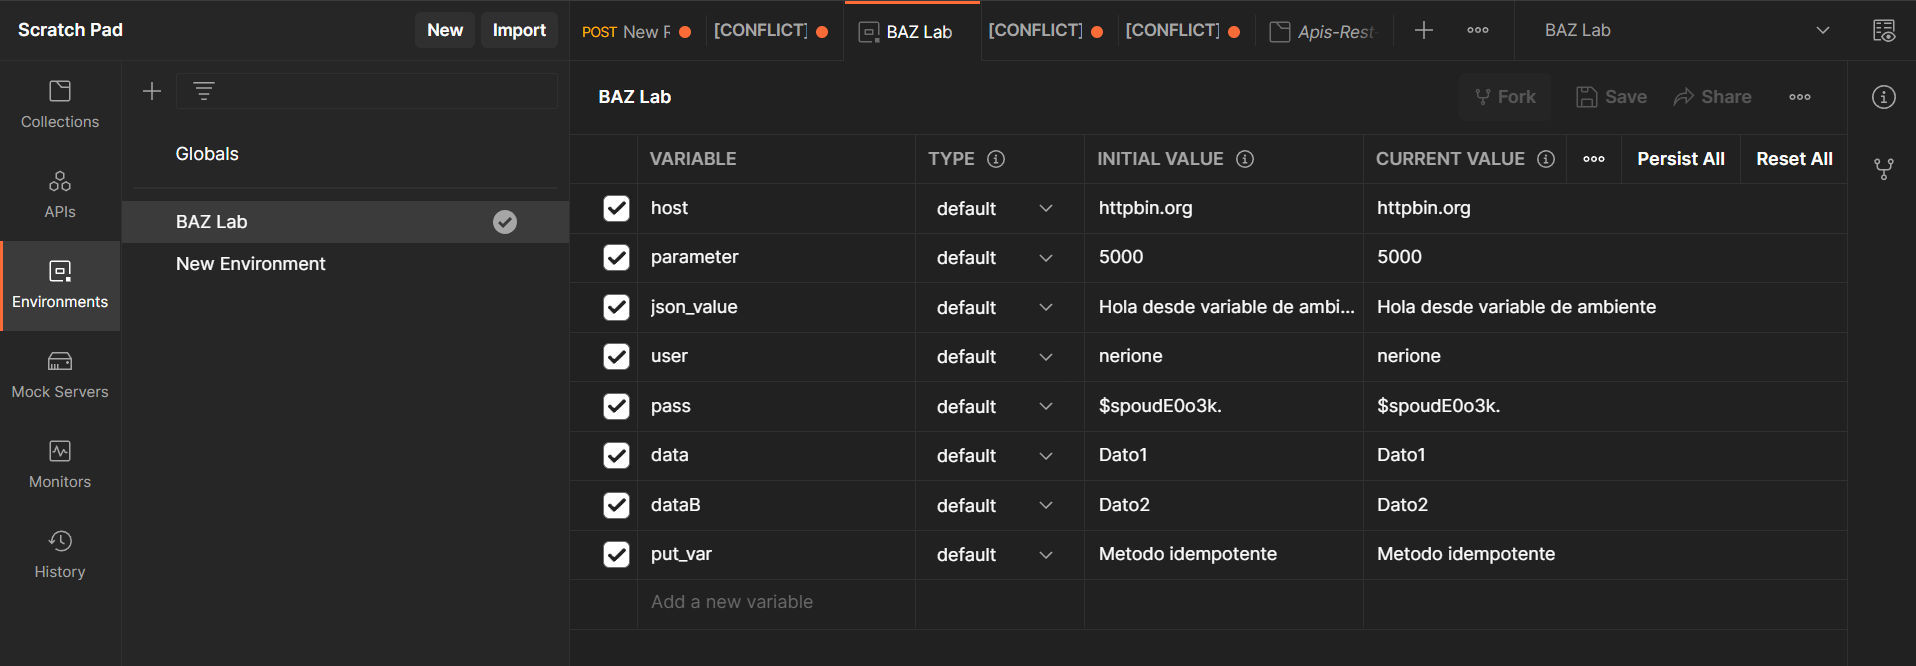 Scratch Pad
New
Import
POST New R
[CONFLICT]
BAZ Lab
[CONFLICT]
[CONFLICT]
Apis-Rest-
BAZ Lab
Collections
APIs
Environments
Mock Servers
Monitors
History
Globals
BAZ Lab
New Environment
BAZ Lab
Fork
Save
Share
VARIABLE TYPE INITIAL VALUE CURRENT VALUE Persist All Reset All
host default httpbin.org httpbin.org
parameter default 5000 5000
json_value default Hola desde variable de ambi... Hola desde variable de ambiente
user default nerione nerione
pass default $spoudE0o3k. $spoudE0o3k.
data default Dato1 Dato1
dataB default Dato2 Dato2
put_var default Metodo idempotente Metodo idempotente
Add a new variable